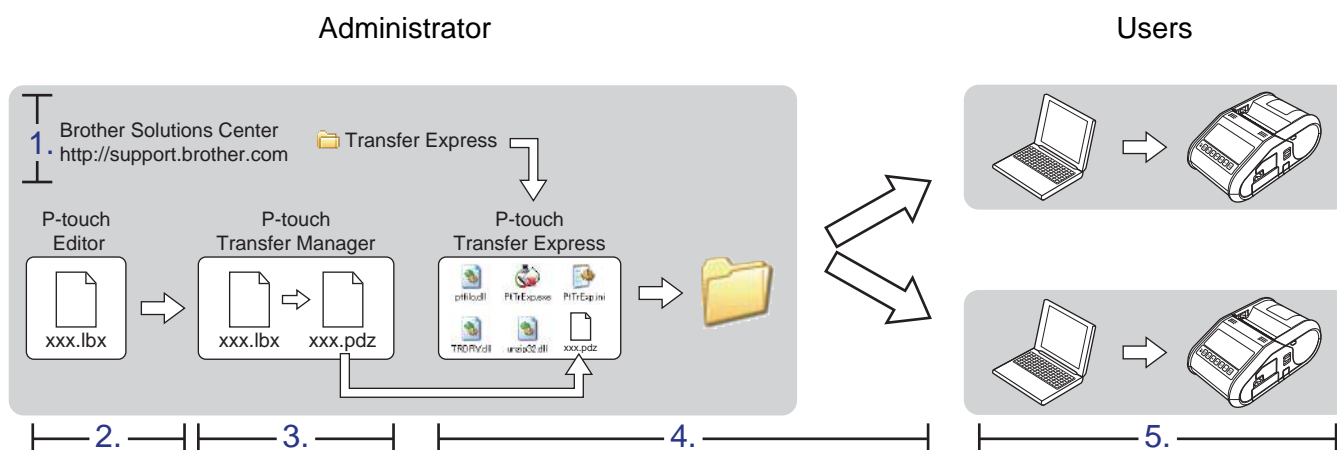 Administrator
Users
1.
Brother Solutions Center
http://support.brother.com
Transfer Express
P-touch
Editor
P-touch
Transfer Manager
P-touch
Transfer Express
xxx.lbx
xxx.lbx
xxx.pdz
ptfilo.dll
PtTrExp.exe
PtTrExp.ini
TRDRV.dll
unzip32.dll
xxx.pdz
2.
3.
4.
5.